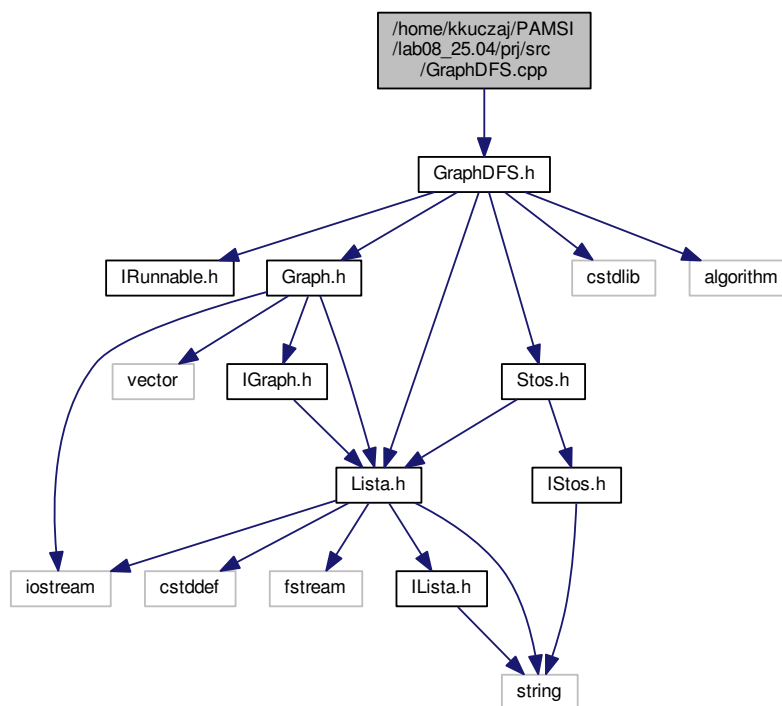 /home/kkuczaj/PAMSI
/lab08_25.04/prj/src
/GraphDFS.cpp
GraphDFS.h
IRunnable.h
Graph.h
cstdlib
algorithm
vector
IGraph.h
Stos.h
Lista.h
IStos.h
iostream
cstddef
fstream
ILista.h
string